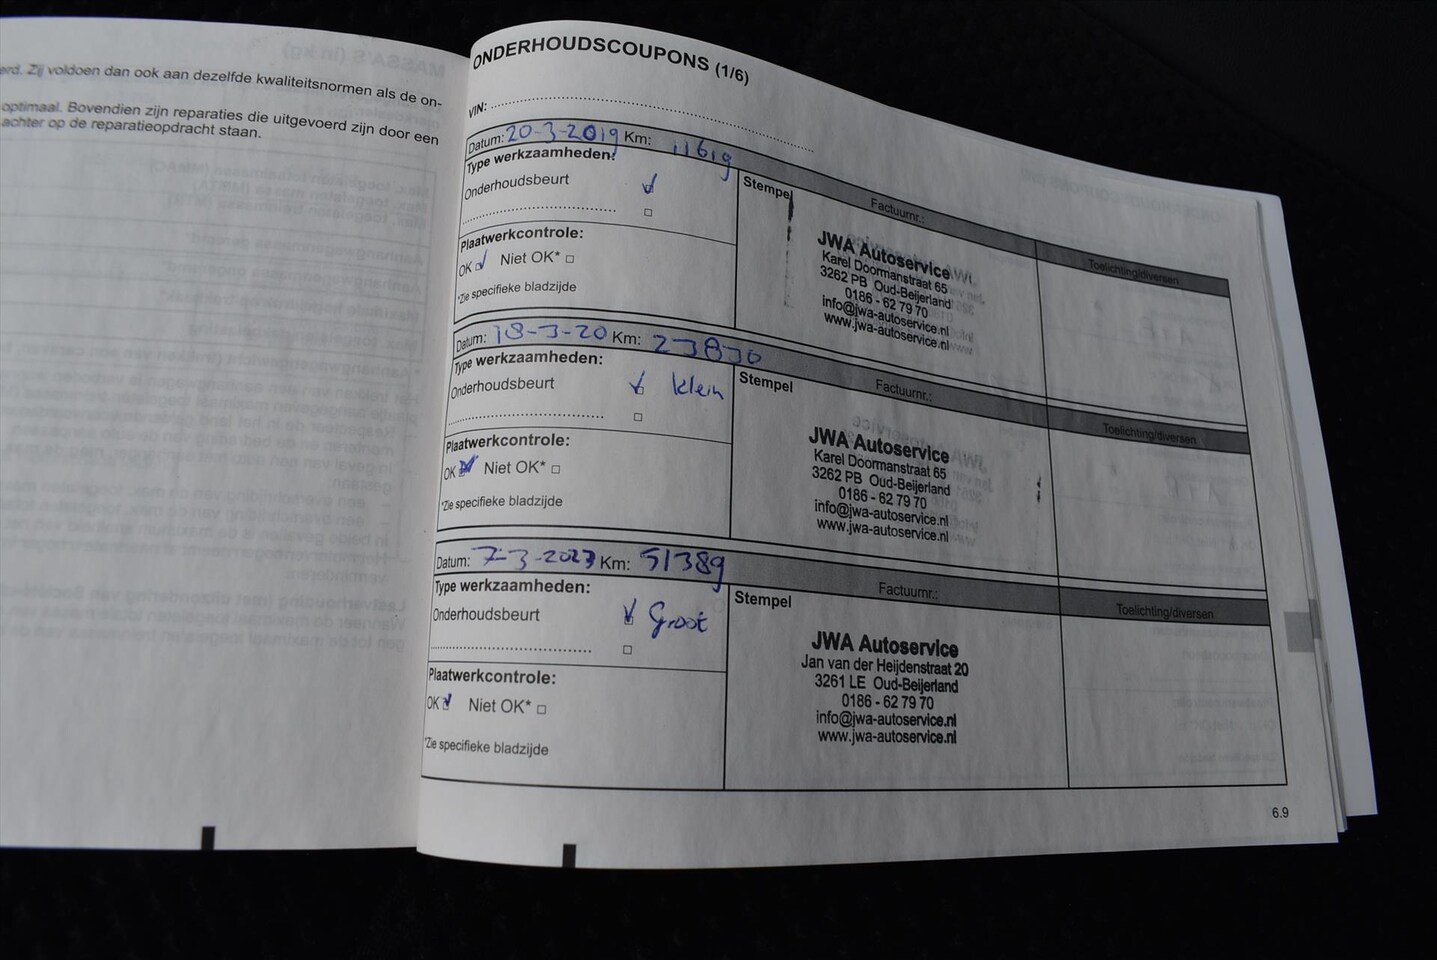 erd. Zij voldoen dan ook aan dezelfde kwaliteitsnormen als de on-
optimaal. Bovendien zijn reparaties die uitgevoerd zijn door een
achter op de reparatieopdracht staan.
ONDERHOUDSCOUPONS (1/6)
VIN:
Datum: 20-3-2019 Km: 11619
Type werkzaamheden:
Onderhoudsbeurt
Plaatwerkcontrole:
OK Niet OK*
*Zie specifieke bladzijde
Stempel
Factuurnr.:
Toelichting/diversen
JWA Autoservice
Karel Doormanstraat 65
3262 PB Oud-Beijerland
0186 - 62 79 70
info@jwa-autoservice.nl
www.jwa-autoservice.nl
Datum: 18-3-20 Km: 23830
Type werkzaamheden:
Onderhoudsbeurt klein
Plaatwerkcontrole:
OK Niet OK*
*Zie specifieke bladzijde
Stempel
Factuurnr.:
Toelichting/diversen
JWA Autoservice
Karel Doormanstraat 65
3262 PB Oud-Beijerland
0186 - 62 79 70
info@jwa-autoservice.nl
www.jwa-autoservice.nl
Datum: 7-3-2023 Km: 51389
Type werkzaamheden:
Onderhoudsbeurt Groot
Plaatwerkcontrole:
OK Niet OK*
*Zie specifieke bladzijde
Stempel
Factuurnr.:
Toelichting/diversen
JWA Autoservice
Jan van der Heijdenstraat 20
3261 LE Oud-Beijerland
0186 - 62 79 70
info@jwa-autoservice.nl
www.jwa-autoservice.nl
6.9